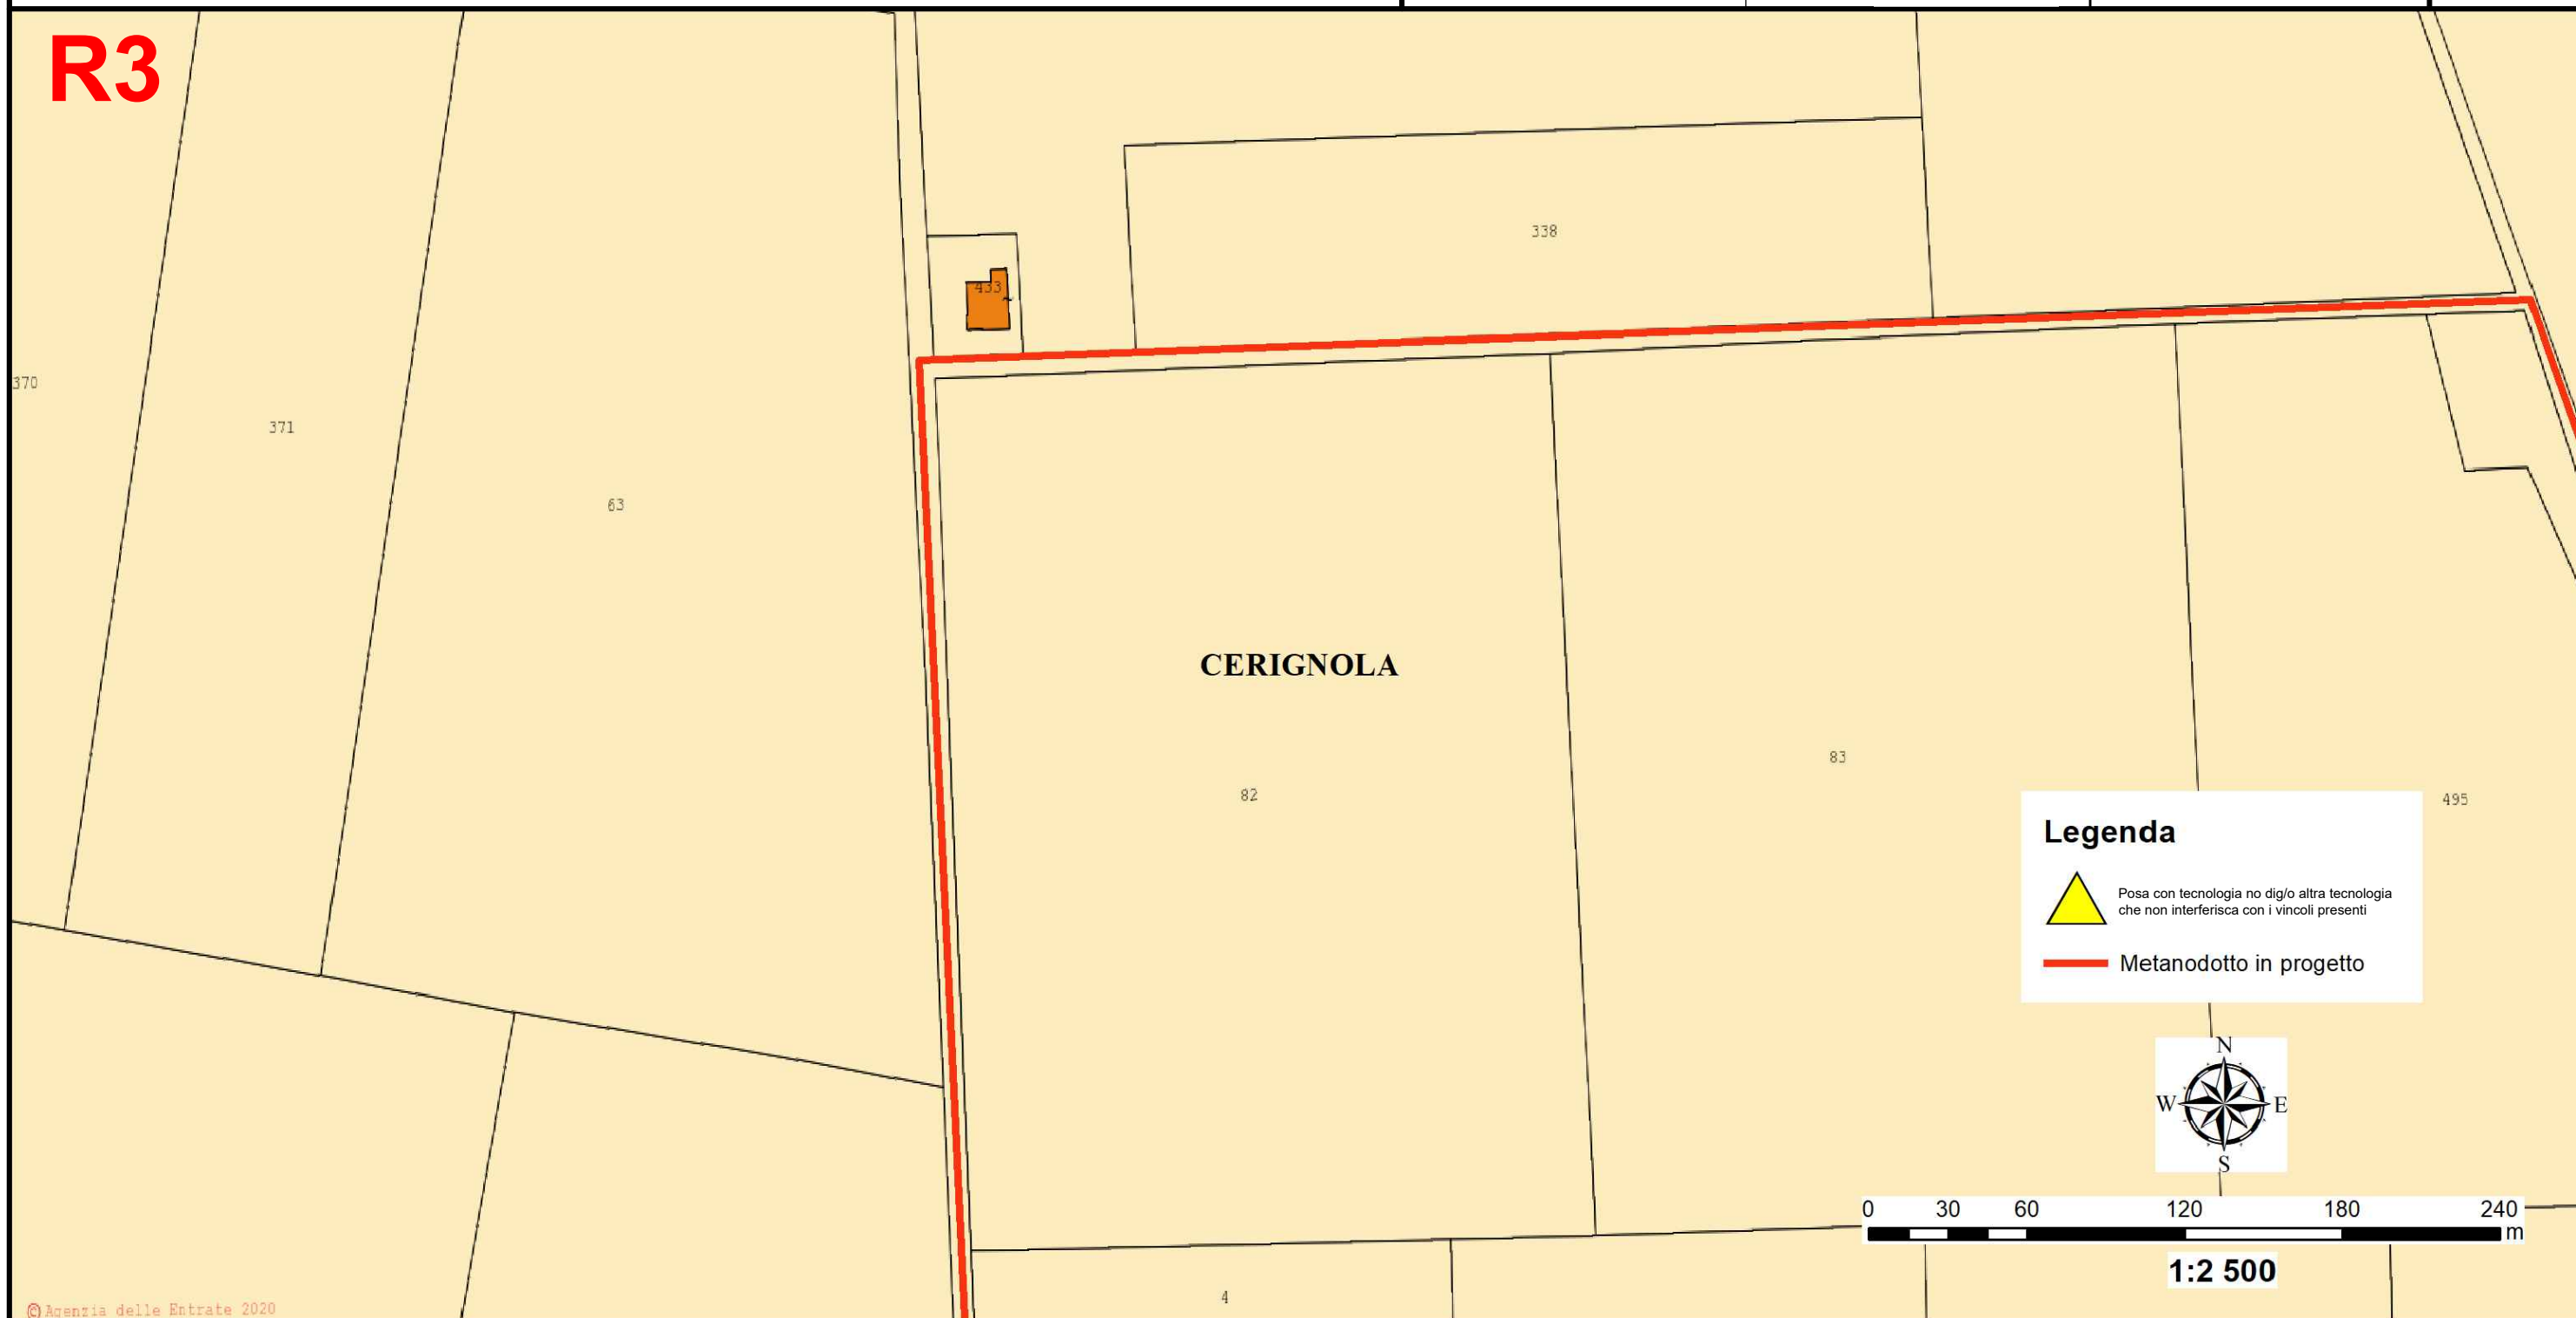 R3
338
433
370
371
63
CERIGNOLA
83
82
495
Legenda
Posa con tecnologia no dig/o altra tecnologia
che non interferisca con i vincoli presenti
Metanodotto in progetto
N
W E
S
0 30 60 120 180 240
m
1:2 500
4
© Agenzia delle Entrate 2020